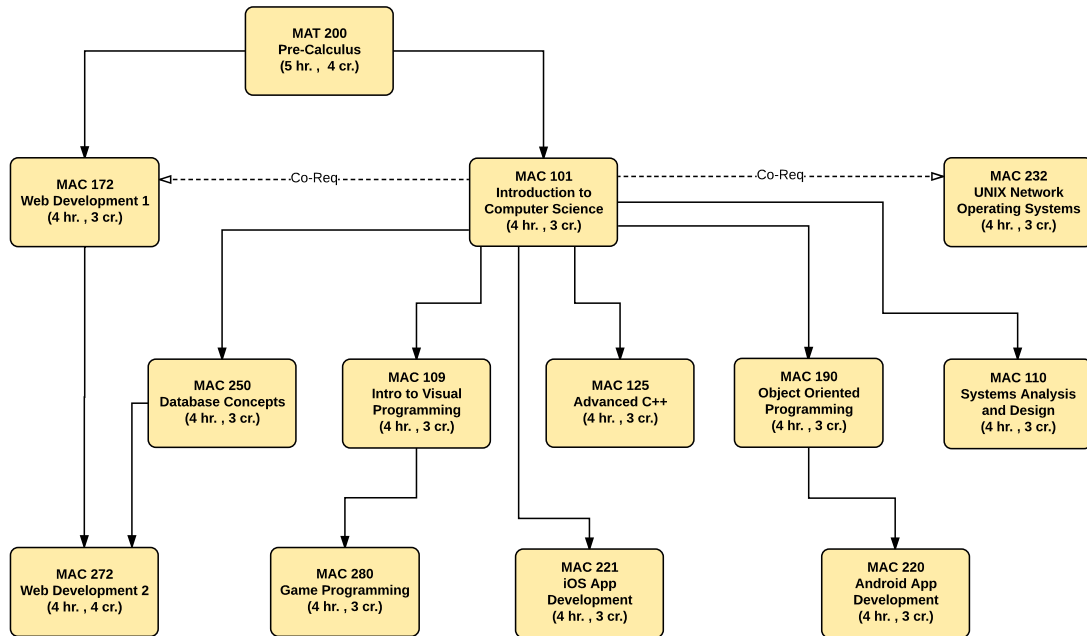 MAT 200
Pre-Calculus
(5 hr. ,  4 cr.)
MAC 172
Web Development 1
(4 hr. , 3 cr.)
Co-Req
MAC 101
Introduction to
Computer Science
(4 hr. , 3 cr.)
Co-Req
MAC 232
UNIX Network
Operating Systems
(4 hr. , 3 cr.)
MAC 250
Database Concepts
(4 hr. , 3 cr.)
MAC 109
Intro to Visual
Programming
(4 hr. , 3 cr.)
MAC 125
Advanced C++
(4 hr. , 3 cr.)
MAC 190
Object Oriented
Programming
(4 hr. , 3 cr.)
MAC 110
Systems Analysis
and Design
(4 hr. , 3 cr.)
MAC 272
Web Development 2
(4 hr. , 4 cr.)
MAC 280
Game Programming
(4 hr. , 3 cr.)
MAC 221
iOS App
Development
(4 hr. , 3 cr.)
MAC 220
Android App
Development
(4 hr. , 3 cr.)